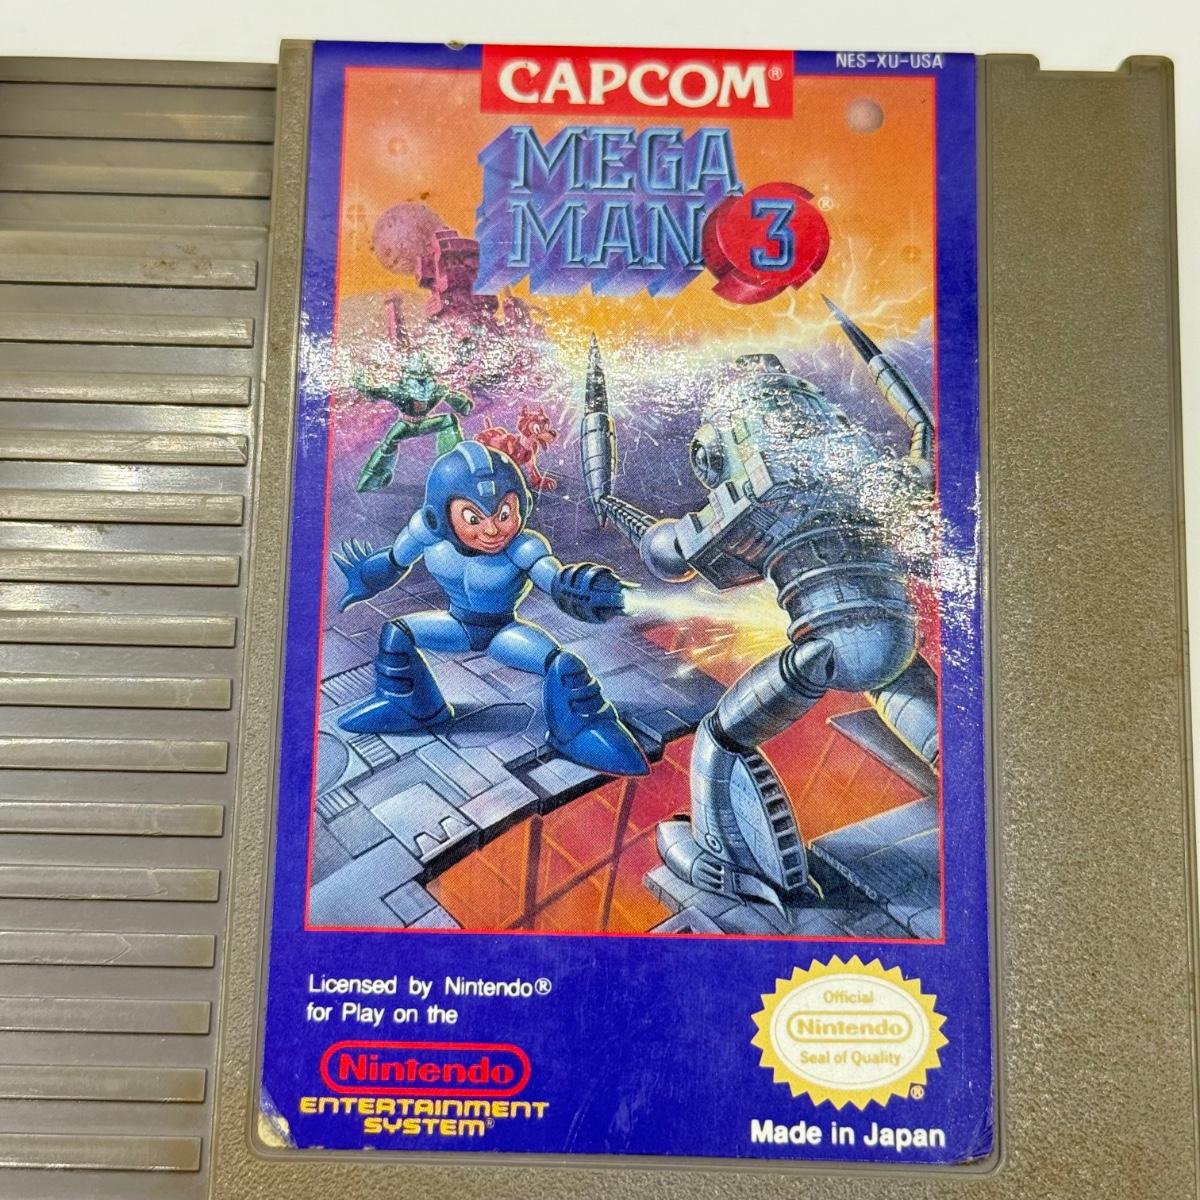 NES-XU-USA
CAPCOM®
MEGA
MAN 3®
Licensed by Nintendo®
for Play on the
Nintendo
ENTERTAINMENT
SYSTEM®
Official
Nintendo
Seal of Quality
®
Made in Japan